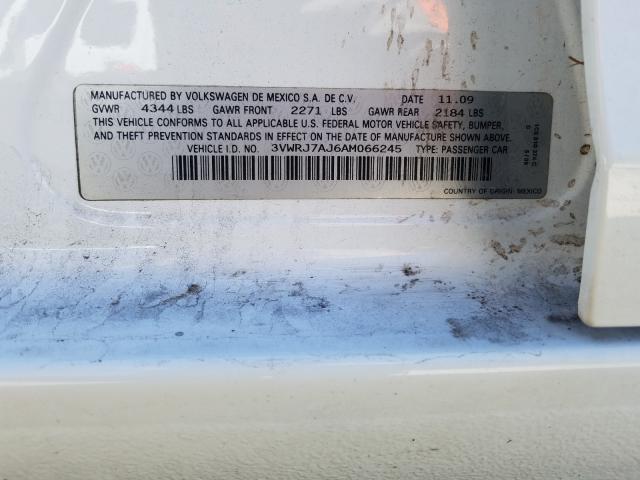 MANUFACTURED BY VOLKSWAGEN DE MEXICO S.A. DE C.V. DATE 11.09
GVWR 4344 LBS GAWR FRONT 2271 LBS GAWR REAR 2184 LBS
THIS VEHICLE CONFORMS TO ALL APPLICABLE U.S. FEDERAL MOTOR VEHICLE SAFETY, BUMPER,
AND THEFT PREVENTION STANDARDS IN EFFECT ON THE DATE OF MANUFACTURE SHOWN ABOVE.
VEHICLE I.D. NO. 3VWRJ7AJ6AM066245 TYPE: PASSENGER CAR
COUNTRY OF ORIGIN: MEXICO